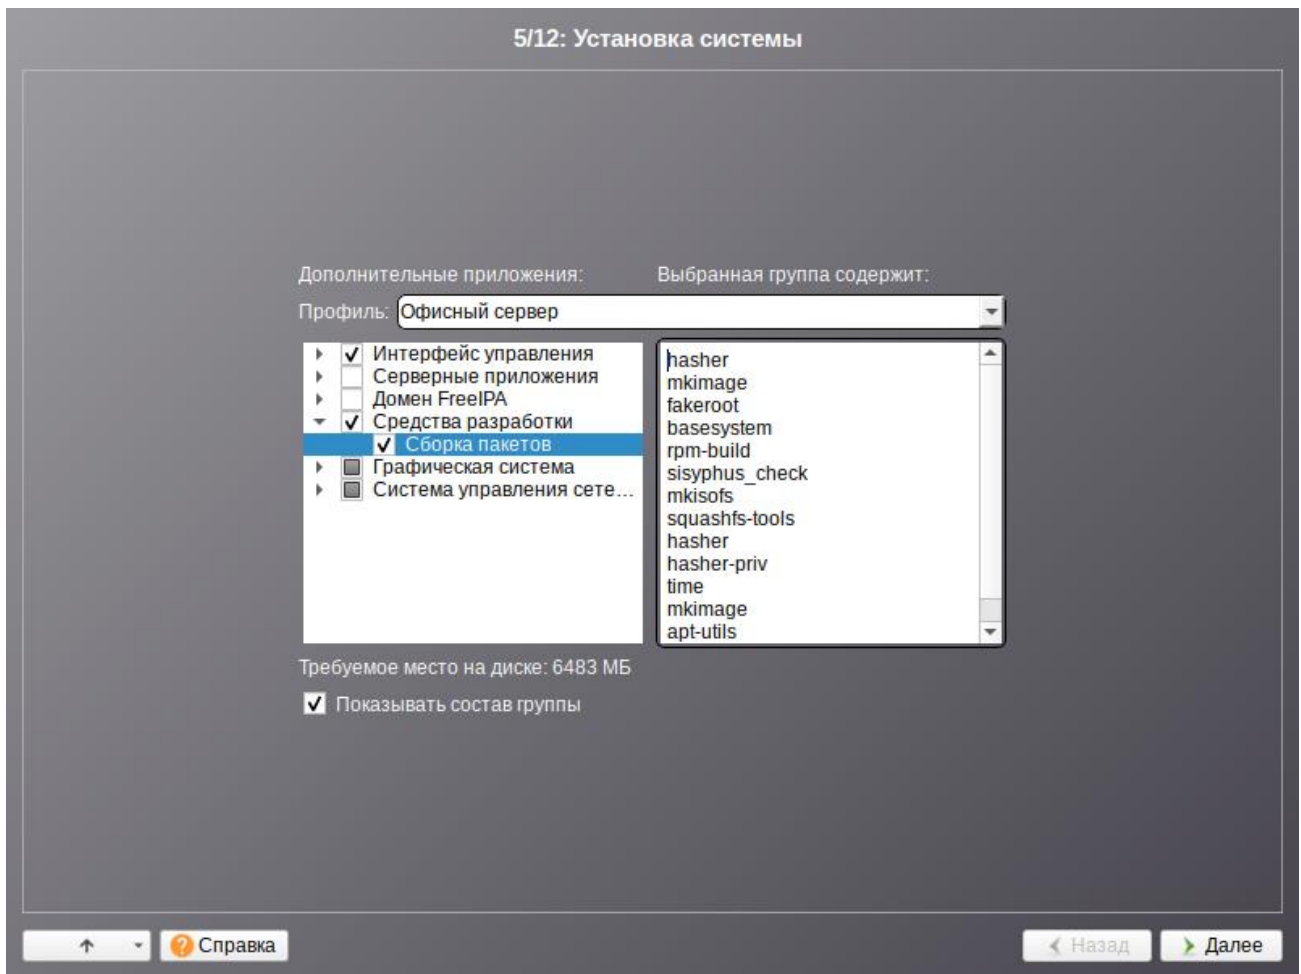 5/12: Установка системы
Дополнительные приложения:
Выбранная группа содержит:
Профиль: Офисный сервер
Интерфейс управления
Серверные приложения
Домен FreeIPA
Средства разработки
Сборка пакетов
Графическая система
Система управления сете...
hasher
mkimage
fakeroot
basesystem
rpm-build
sisyphus_check
mkisofs
squashfs-tools
hasher
hasher-priv
time
mkimage
apt-utils
Требуемое место на диске: 6483 МБ
Показывать состав группы
Справка
Назад
Далее